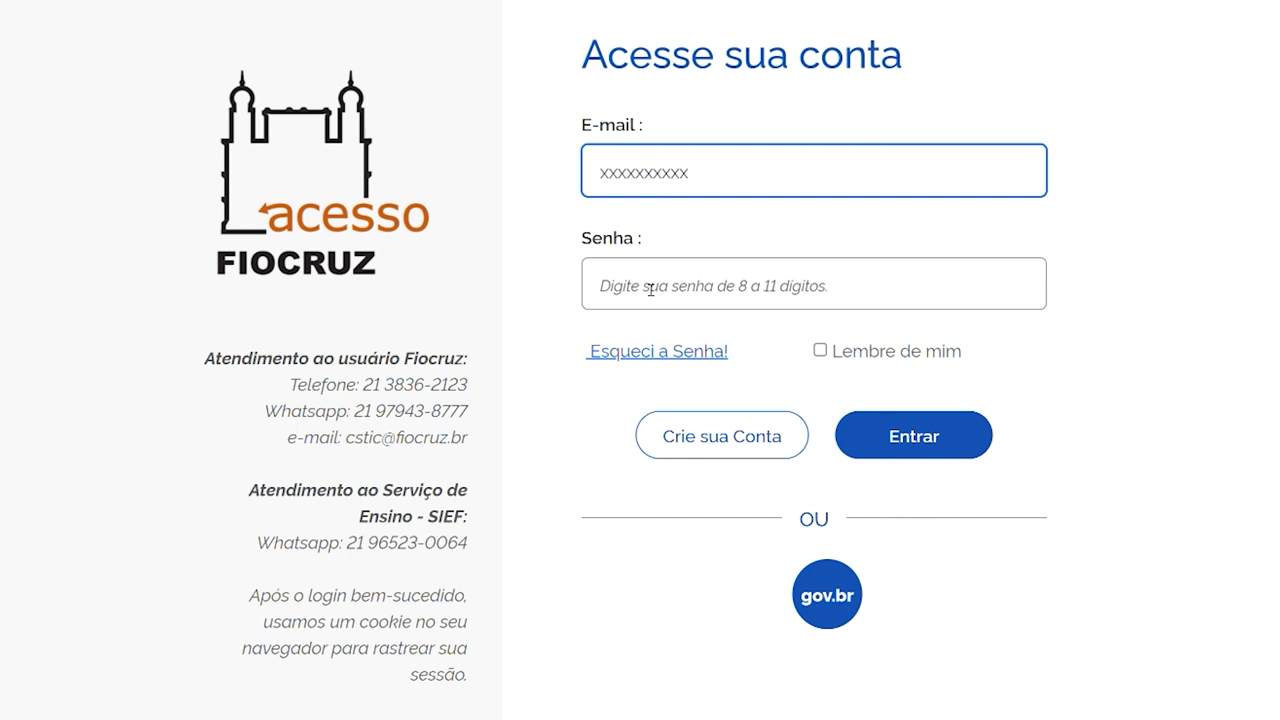 acesso
FIOCRUZ
Atendimento ao usuário Fiocruz:
Telefone: 21 3836-2123
Whatsapp: 21 97943-8777
e-mail: cstic@fiocruz.br
Atendimento ao Serviço de
Ensino - SIEF:
Whatsapp: 21 96523-0064
Após o login bem-sucedido,
usamos um cookie no seu
navegador para rastrear sua
sessão.
Acesse sua conta
E-mail :
xxxxxxxxxx
Senha :
Digite sua senha de 8 a 11 digitos.
Esqueci a Senha!
Lembre de mim
Crie sua Conta
Entrar
OU
gov.br